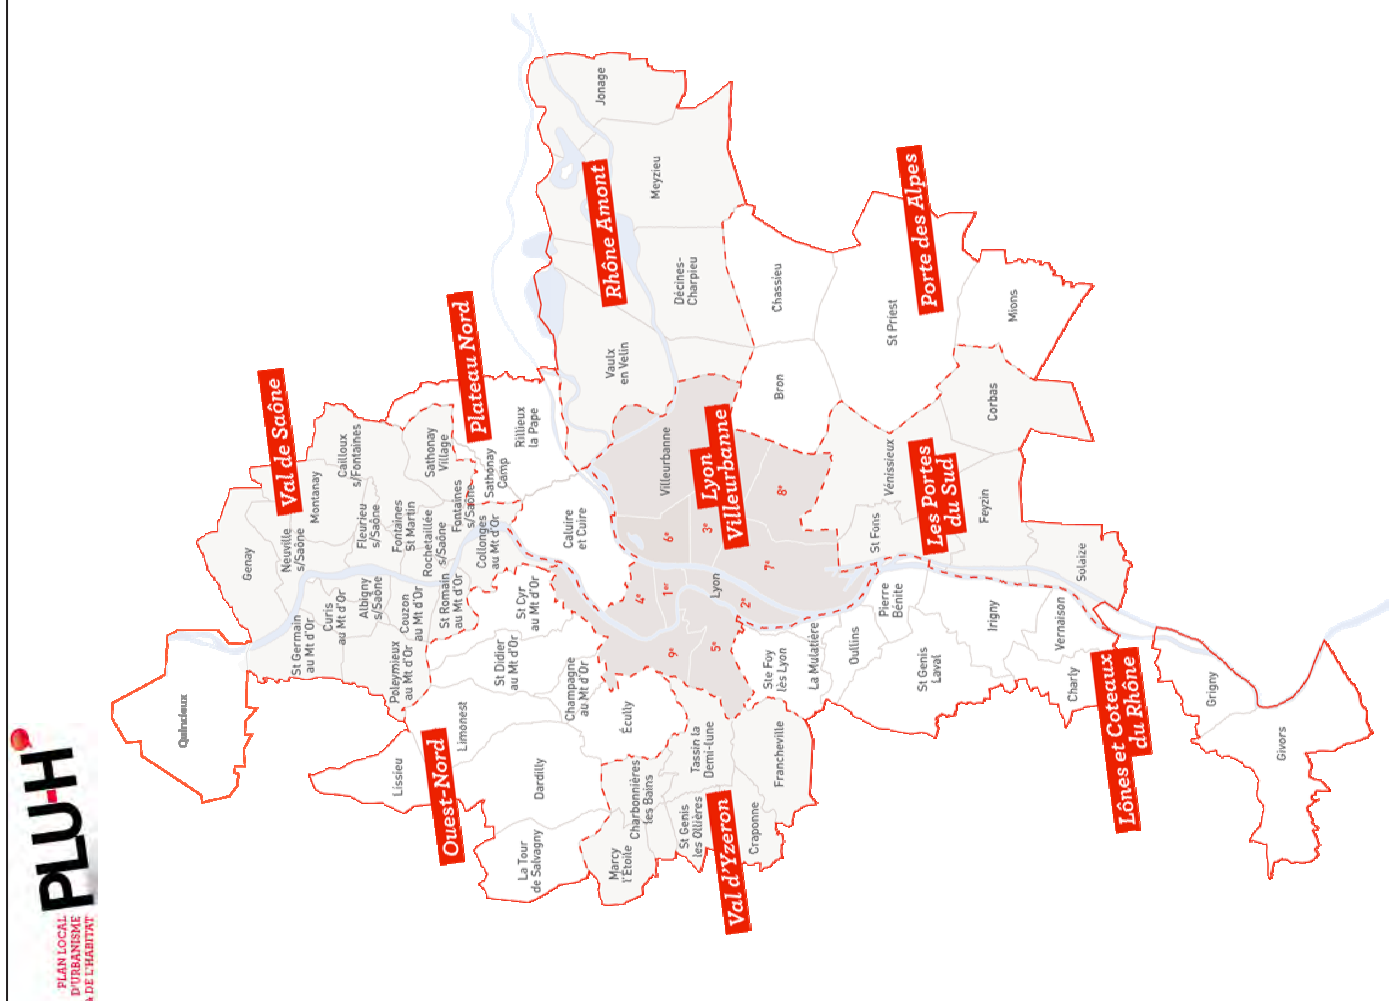 PLAN LOCAL
D'URBANISME
& DE L'HABITAT
PLU-H
Quincieux
Genay
Val de Saône
Neuville
s/Saône
Montanay
St Germain
au Mt d'Or
Curis
au Mt d'Or
Cailloux
s/Fontaines
Fleurieu
s/Saône
Albigny
s/Saône
Fontaines
St Martin
Poleymieux
au Mt d'Or
Couzon
au Mt d'Or
Rochetaillée
s/Saône
Sathonay
Village
St Romain
au Mt d'Or
Fontaines
s/Saône
Plateau Nord
Collonges
au Mt d'Or
Sathonay
Camp
Rillieux
la Pape
Lissieu
Ouest-Nord
Limonest
St Didier
au Mt d'Or
St Cyr
au Mt d'Or
Dardilly
La Tour
de Salvagny
Champagne
au Mt d'Or
Caluire
et Cuire
Écully
Jonage
Rhône Amont
Meyzieu
Vaulx
en Velin
Décines-
Charpieu
Marcy
l'Étoile
Charbonnières
les Bains
St Genis
les Ollières
Tassin la
Demi-lune
Val d'Yzeron
Craponne
Francheville
Villeurbanne
Lyon
Villeurbanne
Lyon
4e
1er
6e
3e
9e
5e
2e
7e
8e
Chassieu
Bron
Porte des Alpes
St Priest
Mions
Ste Foy
lès Lyon
La Mulatière
Oullins
Pierre
Bénite
St Genis
Laval
Irigny
Vernaison
Charly
St Fons
Vénissieux
Les Portes
du Sud
Feyzin
Corbas
Solaize
Lônes et Coteaux
du Rhône
Grigny
Givors